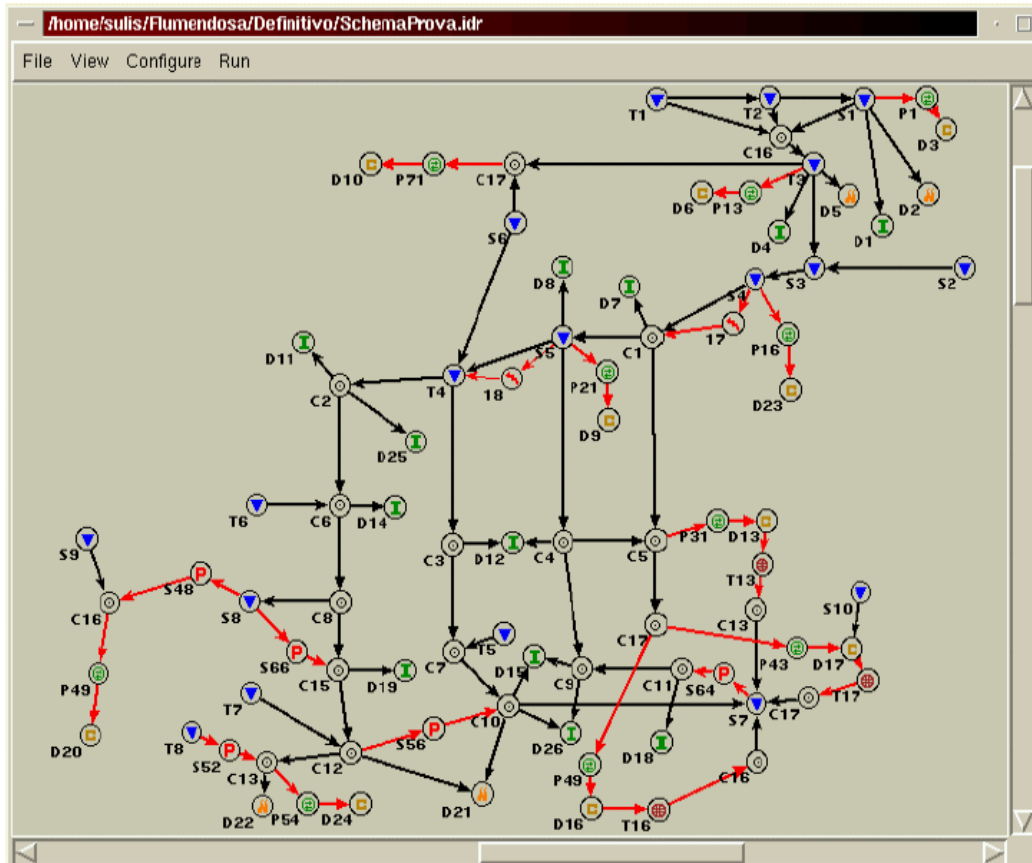 /home/sulis/Flumendosa/Definitivo/SchemaProva.idr
File View Configure Run
T1 T2 S1 P1
D3
C16
D10 P71 C17 T3
D6 P13 D5 D2
S6 D4 D1
D8 S4 S3 S2
D7
17
S5 C1 P16
D11
T4 18 P21
C2 D23
D9
D25
T6 C6 D14
P31 D13
S9 C3 D12 C4 C5
T13
S48
C16 S8 C8 C13 S10
C17
S66 C7 T5 P43 D17
P49 C15 D19 D15 C9 C11 S64 T17
T7 S7 C17
C10
D20 T8 S56 D26 D18
S52 C13 C12 P49 C16
D22 P54 D24 D21 D16 T16
P
P
P
P
P
C
C
C
C
C
C
C
C
C
I
I
I
I
I
I
I
I
I
I
I
I